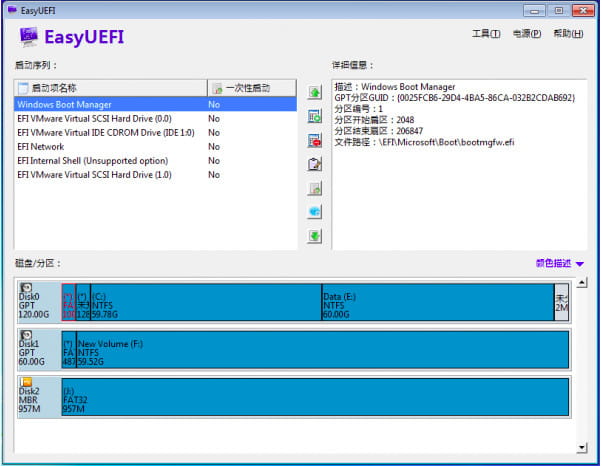 EasyUEFI
EasyUEFI
工具(T) 电源(P) 帮助(H)
启动序列：
详细信息：
启动项名称 一次性启动
Windows Boot Manager No
EFI VMware Virtual SCSI Hard Drive (0.0) No
EFI VMware Virtual IDE CDROM Drive (IDE 1:0) No
EFI Network No
EFI Internal Shell (Unsupported option) No
EFI VMware Virtual SCSI Hard Drive (1.0) No
描述：Windows Boot Manager
GPT分区GUID：{0025FCB6-29D4-4BA5-86CA-032B2CDAB692}
分区编号：1
分区开始扇区：2048
分区结束扇区：206847
文件路径：\EFI\Microsoft\Boot\bootmgfw.efi
磁盘/分区：
颜色描述
Disk0
GPT
120.00G
(*)
FA
100
(*)
未
128
(C:)
NTFS
59.78G
Data (E:)
NTFS
60.00G
未
2M
Disk1
GPT
60.00G
(*)
FA
487
New Volume (F:)
NTFS
59.52G
Disk2
MBR
957M
(J:)
FAT32
957M